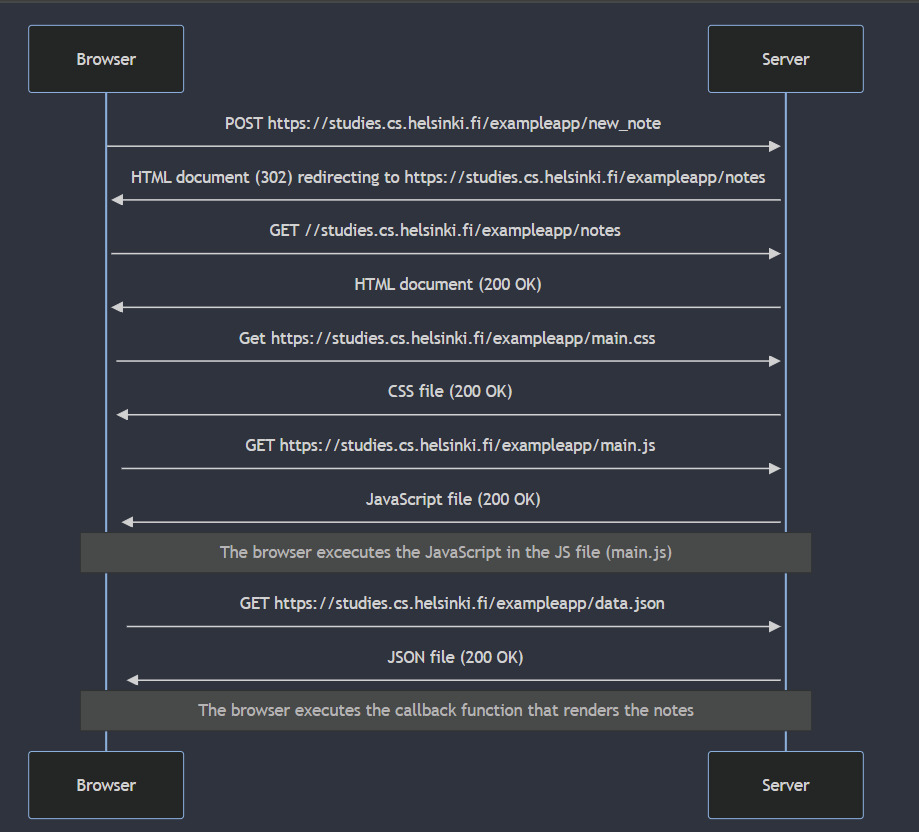 Browser
Server
POST https://studies.cs.helsinki.fi/exampleapp/new_note
HTML document (302) redirecting to https://studies.cs.helsinki.fi/exampleapp/notes
GET //studies.cs.helsinki.fi/exampleapp/notes
HTML document (200 OK)
Get https://studies.cs.helsinki.fi/exampleapp/main.css
CSS file (200 OK)
GET https://studies.cs.helsinki.fi/exampleapp/main.js
JavaScript file (200 OK)
The browser excecutes the JavaScript in the JS file (main.js)
GET https://studies.cs.helsinki.fi/exampleapp/data.json
JSON file (200 OK)
The browser executes the callback function that renders the notes
Browser
Server